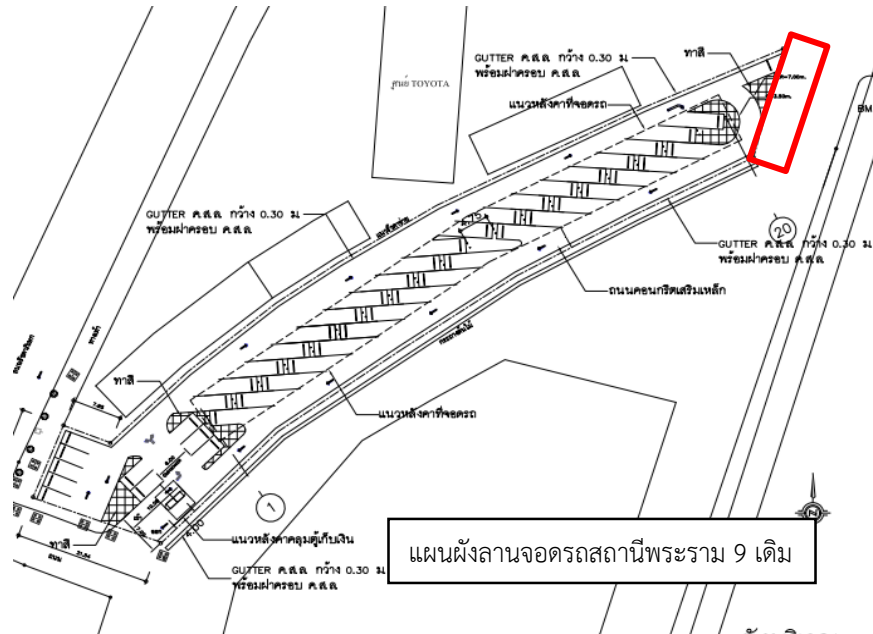 GUTTER ค.ส.ล. กว้าง 0.30 ม.
พร้อมฝาครอบ ค.ส.ล.
ทาสี
ศูนย์ TOYOTA
แนวหลังคาที่จอดรถ
BM
GUTTER ค.ส.ล. กว้าง 0.30 ม.
พร้อมฝาครอบ ค.ส.ล.
20
GUTTER ค.ส.ล. กว้าง 0.30 ม.
พร้อมฝาครอบ ค.ส.ล.
ถนนคอนกรีตเสริมเหล็ก
ทาสี
แนวหลังคาที่จอดรถ
1
N
แนวหลังคาคลุมตู้เก็บเงิน
ทาสี
GUTTER ค.ส.ล. กว้าง 0.30 ม.
พร้อมฝาครอบ ค.ส.ล.
แผนผังลานจอดรถสถานีพระราม 9 เดิม